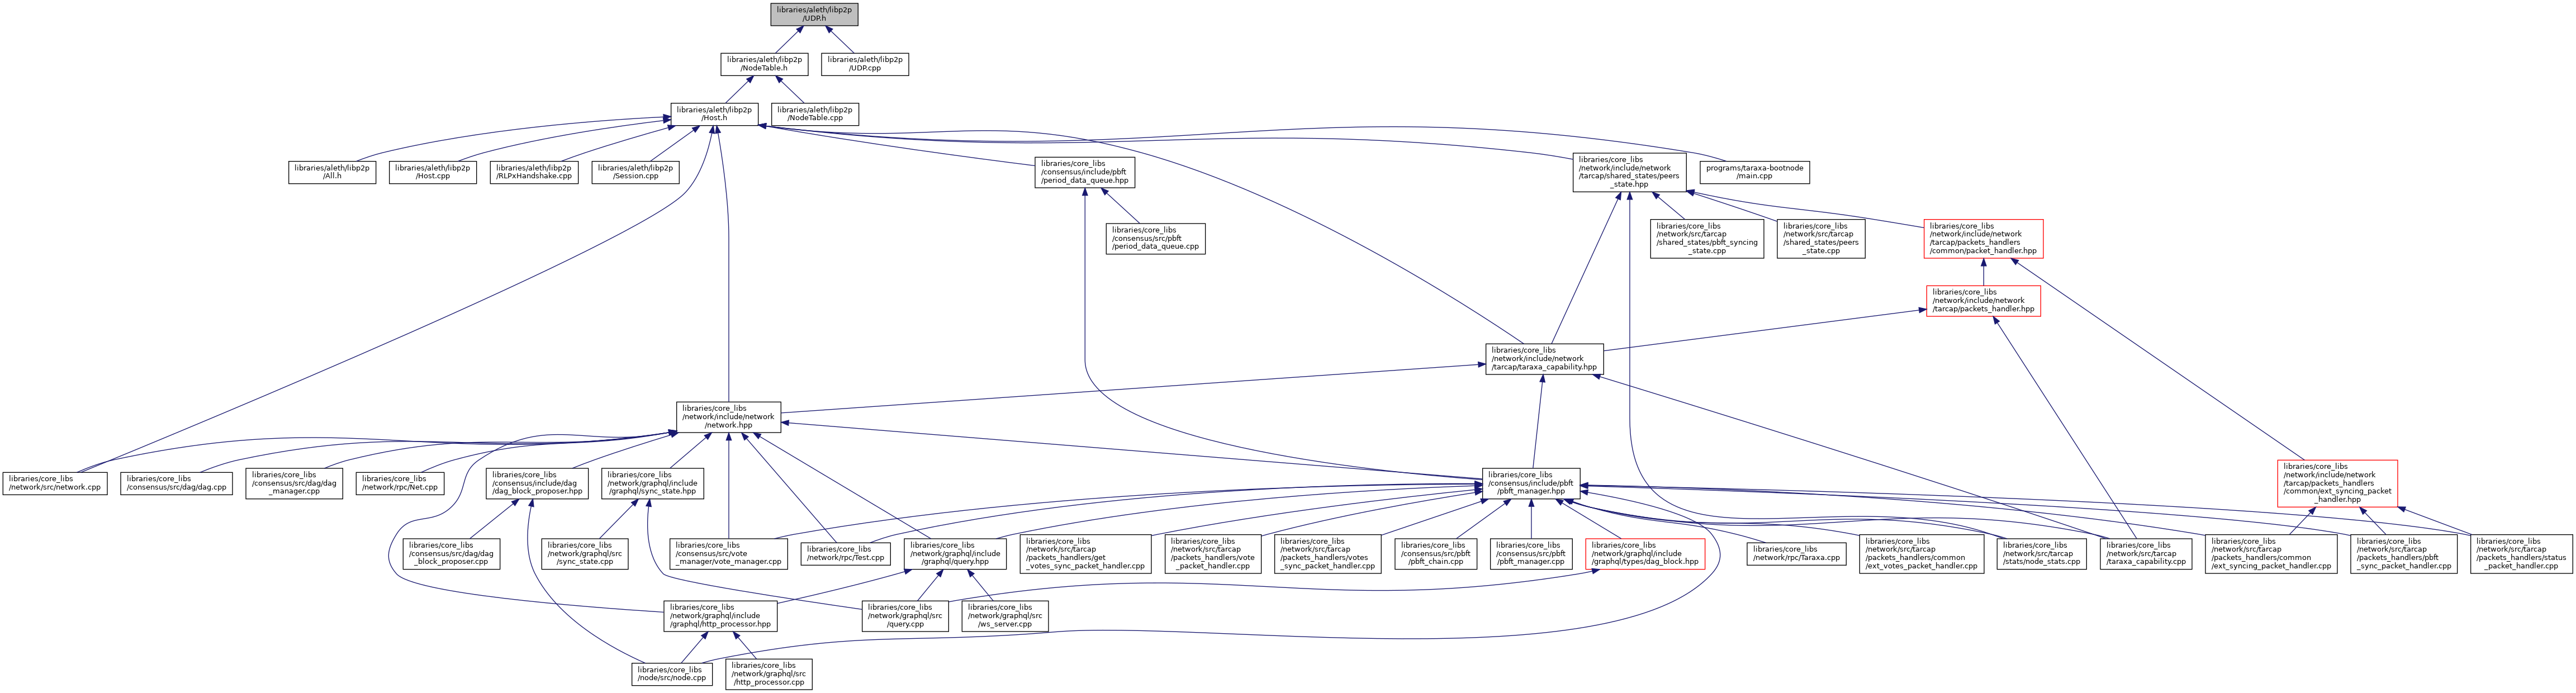 libraries/aleth/libp2p
/UDP.h
libraries/aleth/libp2p
/NodeTable.h
libraries/aleth/libp2p
/UDP.cpp
libraries/aleth/libp2p
/Host.h
libraries/aleth/libp2p
/NodeTable.cpp
libraries/aleth/libp2p
/All.h
libraries/aleth/libp2p
/Host.cpp
libraries/aleth/libp2p
/RLPxHandshake.cpp
libraries/aleth/libp2p
/Session.cpp
libraries/core_libs
/consensus/include/pbft
/period_data_queue.hpp
libraries/core_libs
/network/include/network
/tarcap/shared_states/peers
_state.hpp
programs/taraxa-bootnode
/main.cpp
libraries/core_libs
/consensus/src/pbft
/period_data_queue.cpp
libraries/core_libs
/network/src/tarcap
/shared_states/pbft_syncing
_state.cpp
libraries/core_libs
/network/src/tarcap
/shared_states/peers
_state.cpp
libraries/core_libs
/network/include/network
/tarcap/packets_handlers
/common/packet_handler.hpp
libraries/core_libs
/network/include/network
/tarcap/packets_handler.hpp
libraries/core_libs
/network/include/network
/tarcap/taraxa_capability.hpp
libraries/core_libs
/network/include/network
/network.hpp
libraries/core_libs
/network/src/network.cpp
libraries/core_libs
/consensus/src/dag/dag.cpp
libraries/core_libs
/consensus/src/dag/dag
_manager.cpp
libraries/core_libs
/network/rpc/Net.cpp
libraries/core_libs
/consensus/include/dag
/dag_block_proposer.hpp
libraries/core_libs
/network/graphql/include
/graphql/sync_state.hpp
libraries/core_libs
/consensus/include/pbft
/pbft_manager.hpp
libraries/core_libs
/network/include/network
/tarcap/packets_handlers
/common/ext_syncing_packet
_handler.hpp
libraries/core_libs
/consensus/src/dag/dag
_block_proposer.cpp
libraries/core_libs
/network/graphql/src
/sync_state.cpp
libraries/core_libs
/consensus/src/vote
_manager/vote_manager.cpp
libraries/core_libs
/network/rpc/Test.cpp
libraries/core_libs
/network/graphql/include
/graphql/query.hpp
libraries/core_libs
/network/src/tarcap
/packets_handlers/get
_votes_sync_packet_handler.cpp
libraries/core_libs
/network/src/tarcap
/packets_handlers/vote
_packet_handler.cpp
libraries/core_libs
/network/src/tarcap
/packets_handlers/votes
_sync_packet_handler.cpp
libraries/core_libs
/consensus/src/pbft
/pbft_chain.cpp
libraries/core_libs
/consensus/src/pbft
/pbft_manager.cpp
libraries/core_libs
/network/graphql/include
/graphql/types/dag_block.hpp
libraries/core_libs
/network/rpc/Taraxa.cpp
libraries/core_libs
/network/src/tarcap
/packets_handlers/common
/ext_votes_packet_handler.cpp
libraries/core_libs
/network/src/tarcap
/stats/node_stats.cpp
libraries/core_libs
/network/src/tarcap
/taraxa_capability.cpp
libraries/core_libs
/network/src/tarcap
/packets_handlers/common
/ext_syncing_packet_handler.cpp
libraries/core_libs
/network/src/tarcap
/packets_handlers/pbft
_sync_packet_handler.cpp
libraries/core_libs
/network/src/tarcap
/packets_handlers/status
_packet_handler.cpp
libraries/core_libs
/network/graphql/include
/graphql/http_processor.hpp
libraries/core_libs
/network/graphql/src
/query.cpp
libraries/core_libs
/network/graphql/src
/ws_server.cpp
libraries/core_libs
/node/src/node.cpp
libraries/core_libs
/network/graphql/src
/http_processor.cpp